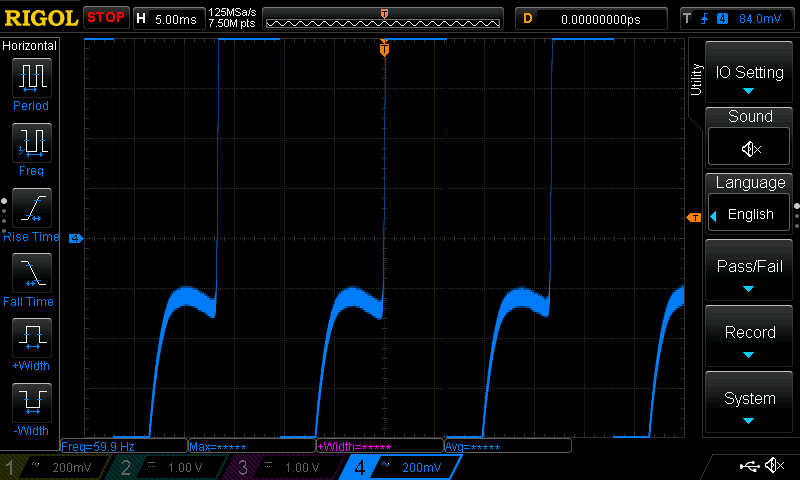 RIGOL STOP H 5.00ms 125MSa/s 7.50M pts T D 0.00000000ps T 4 84.0mV
Horizontal
Period
Freq
Rise Time
Fall Time
+Width
-Width
4
T
Utility
IO Setting
Sound
Language
English
Pass/Fail
Record
System
Freq=59.9 Hz Max=***** +Width=***** Avg=*****
1 ~ 200mV 2 1.00 V 3 1.00 V 4 ~ 200mV